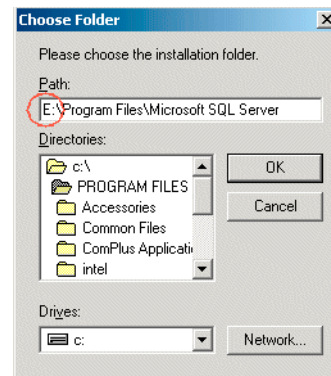 Choose Folder
Please choose the installation folder.
Path:
E:\Program Files\Microsoft SQL Server
Directories:
c:\
PROGRAM FILES
Accessories
Common Files
ComPlus Applicati
intel
OK
Cancel
Drives:
c:
Network...